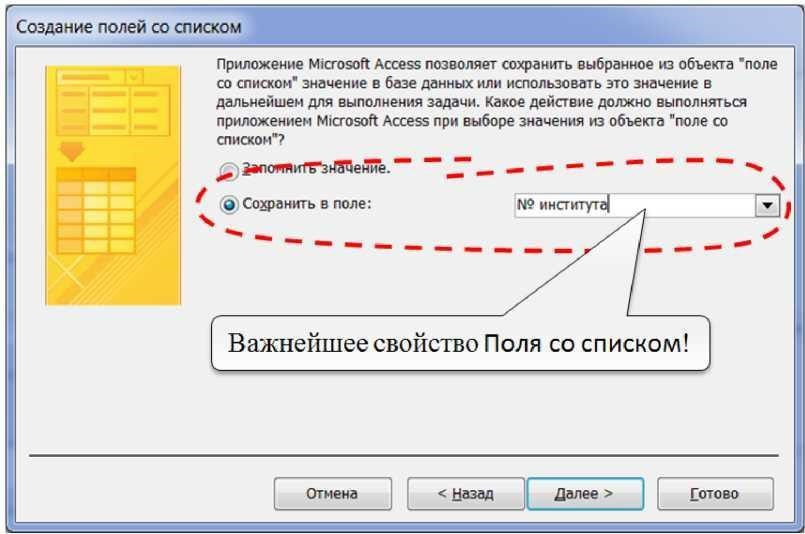 Создание полей со списком
Приложение Microsoft Access позволяет сохранить выбранное из объекта "поле
со списком" значение в базе данных или использовать это значение в
дальнейшем для выполнения задачи. Какое действие должно выполняться
приложением Microsoft Access при выборе значения из объекта "поле со
списком"?
Заполнить значение.
Сохранить в поле:
№ института
Важнейшее свойство Поля со списком!
Отмена
< Назад
Далее >
Готово